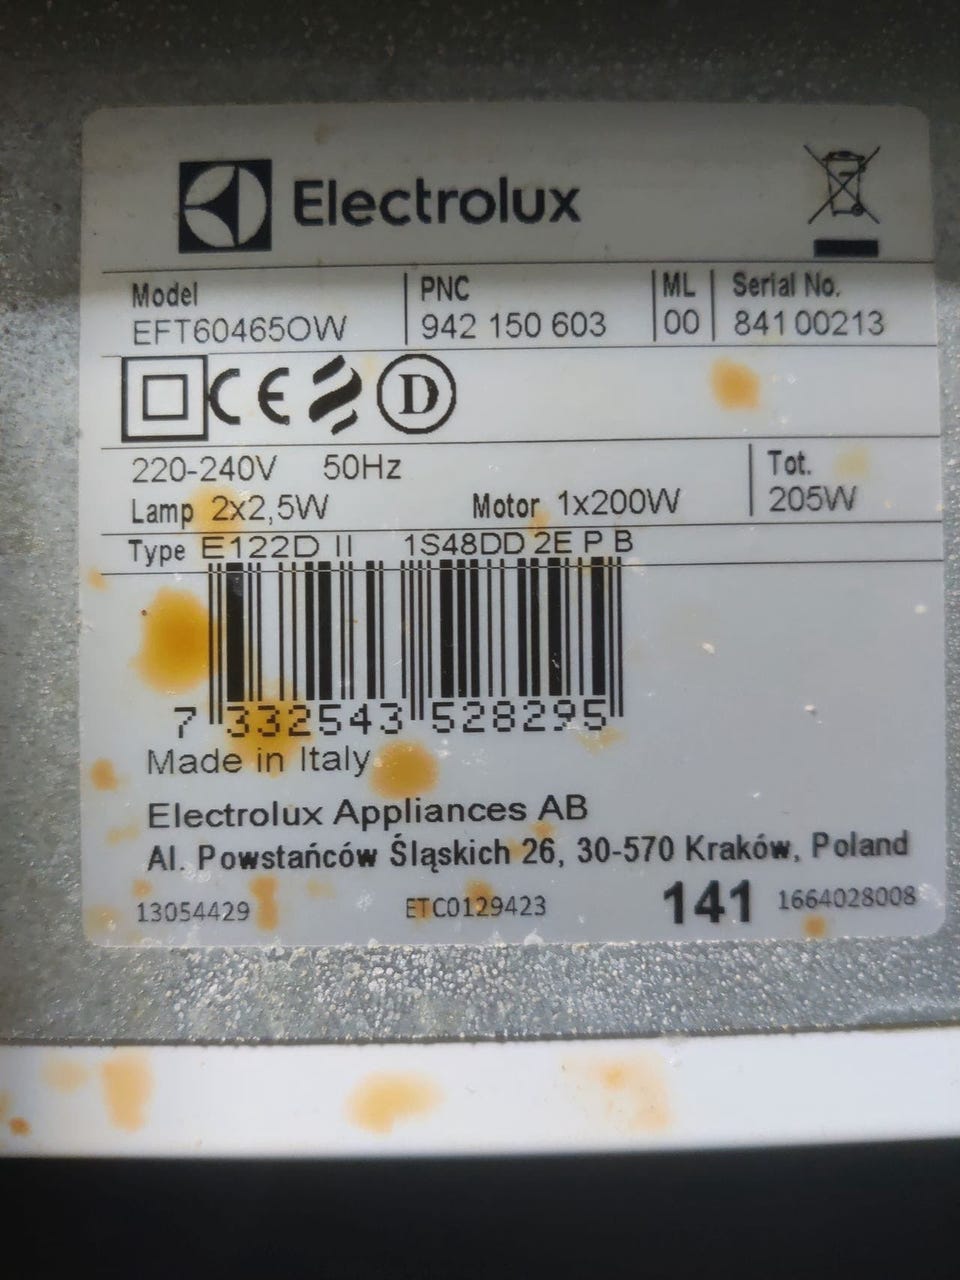 Electrolux
Model PNC ML Serial No.
EFT60465OW 942 150 603 00 841 00213
CE D
220-240V 50Hz Tot.
Lamp 2x2,5W Motor 1x200W 205W
Type E122D II 1S48DD 2E P B
7 332543 528295
Made in Italy
Electrolux Appliances AB
Al. Powstańców Śląskich 26, 30-570 Kraków, Poland
13054429 ETC0129423 141 1664028008